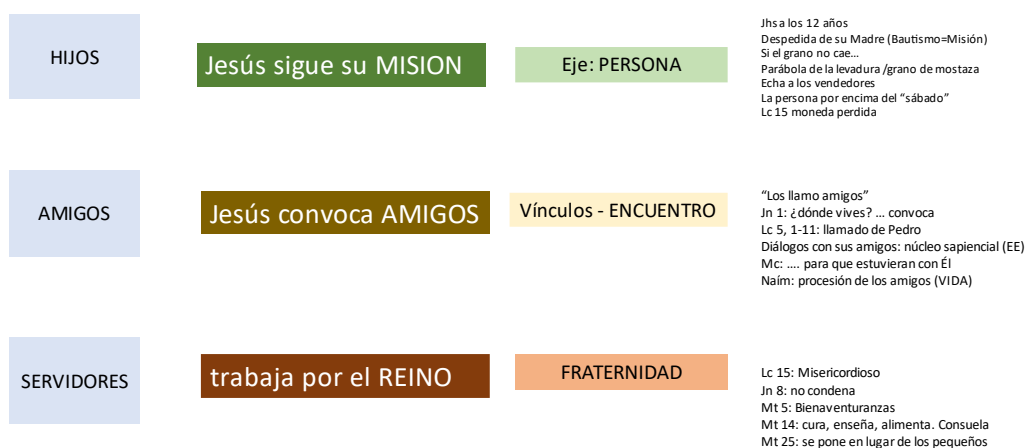 HIJOS
Jesús sigue su MISION
Eje: PERSONA
Jhs a los 12 años
Despedida de su Madre (Bautismo=Misión)
Si el grano no cae…
Parábola de la levadura /grano de mostaza
Echa a los vendedores
La persona por encima del “sábado”
Lc 15 moneda perdida
AMIGOS
Jesús convoca AMIGOS
Vínculos - ENCUENTRO
“Los llamo amigos”
Jn 1: ¿dónde vives? … convoca
Lc 5, 1-11: llamado de Pedro
Diálogos con sus amigos: núcleo sapiencial (EE)
Mc: …. para que estuvieran con Él
Naím: procesión de los amigos (VIDA)
SERVIDORES
trabaja por el REINO
FRATERNIDAD
Lc 15: Misericordioso
Jn 8: no condena
Mt 5: Bienaventuranzas
Mt 14: cura, enseña, alimenta. Consuela
Mt 25: se pone en lugar de los pequeños